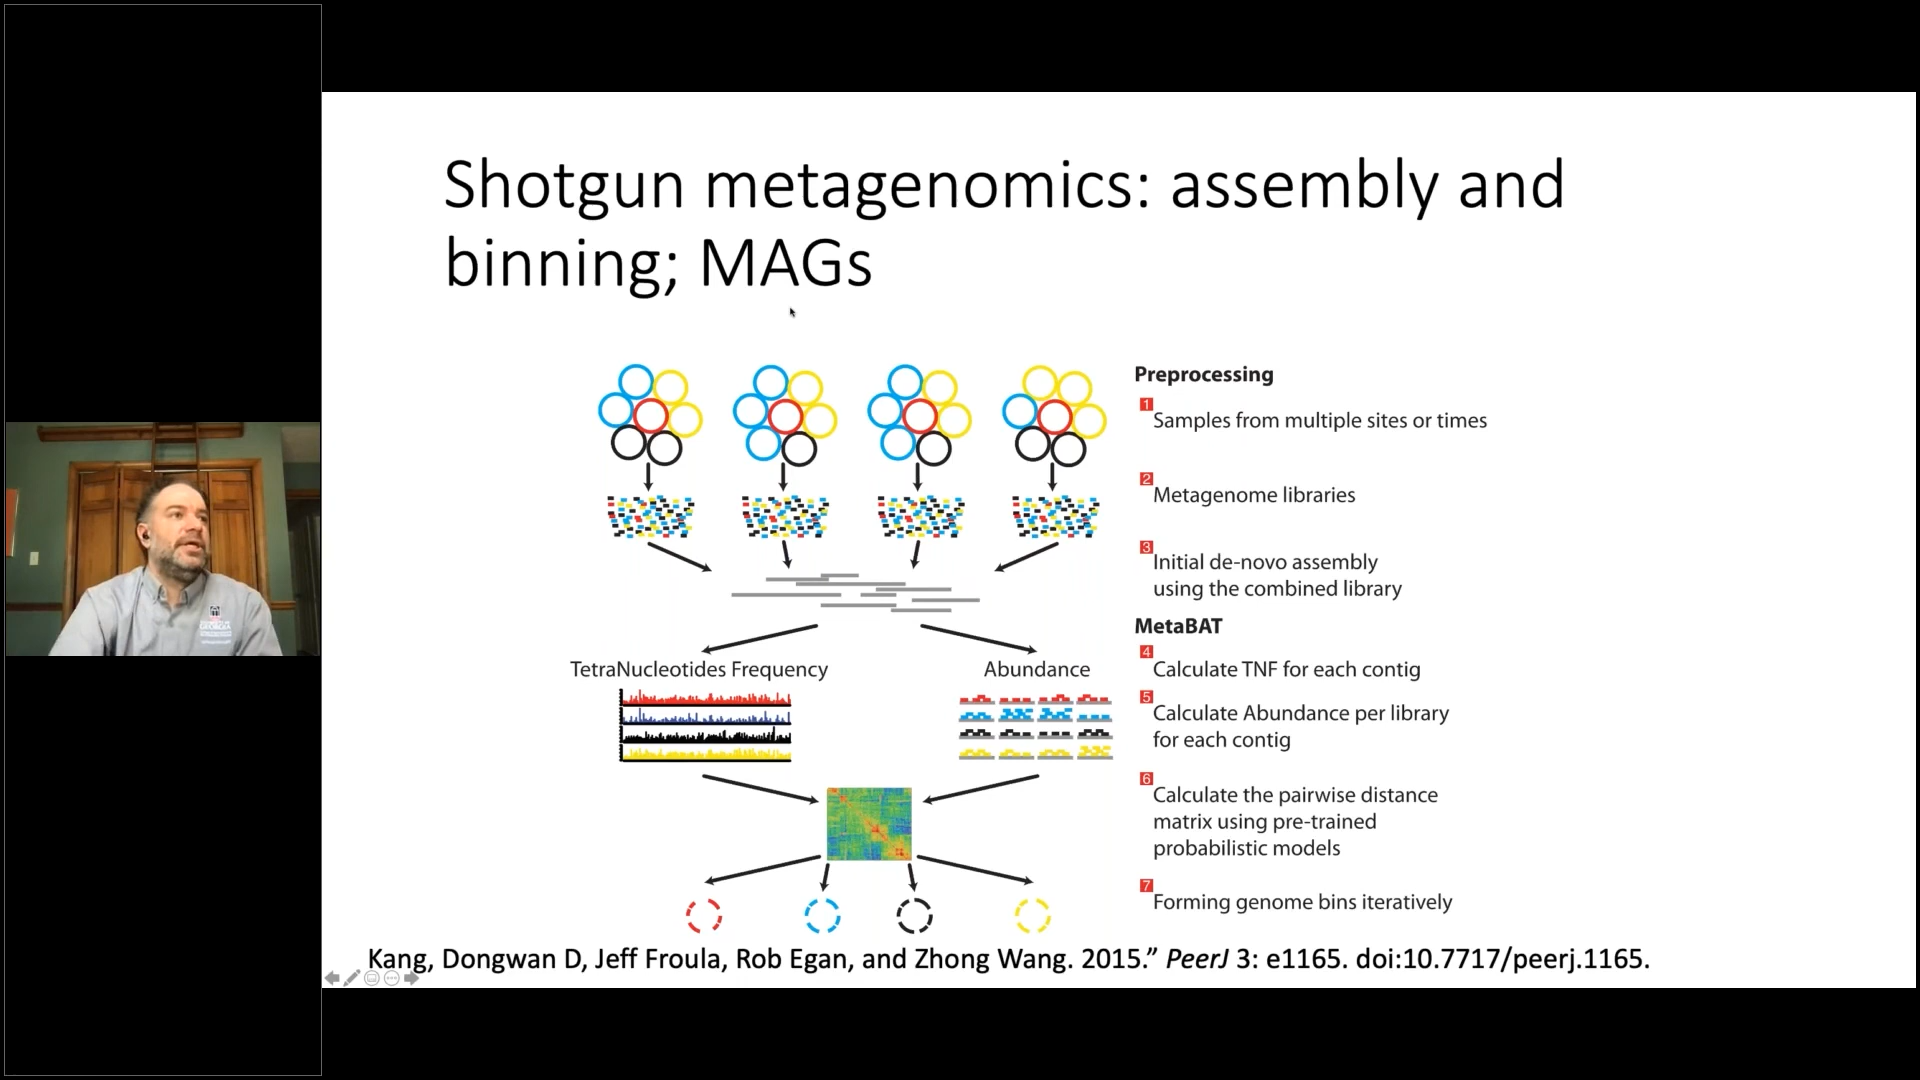 Shotgun metagenomics: assembly and
binning; MAGs
Preprocessing
1
Samples from multiple sites or times
2
Metagenome libraries
3
Initial de-novo assembly
using the combined library
MetaBAT
4
TetraNucleotides Frequency
Abundance
Calculate TNF for each contig
5
Calculate Abundance per library
for each contig
6
Calculate the pairwise distance
matrix using pre-trained
probabilistic models
7
Forming genome bins iteratively
Kang, Dongwan D, Jeff Froula, Rob Egan, and Zhong Wang. 2015.” PeerJ 3: e1165. doi:10.7717/peerj.1165.
GEORGIA